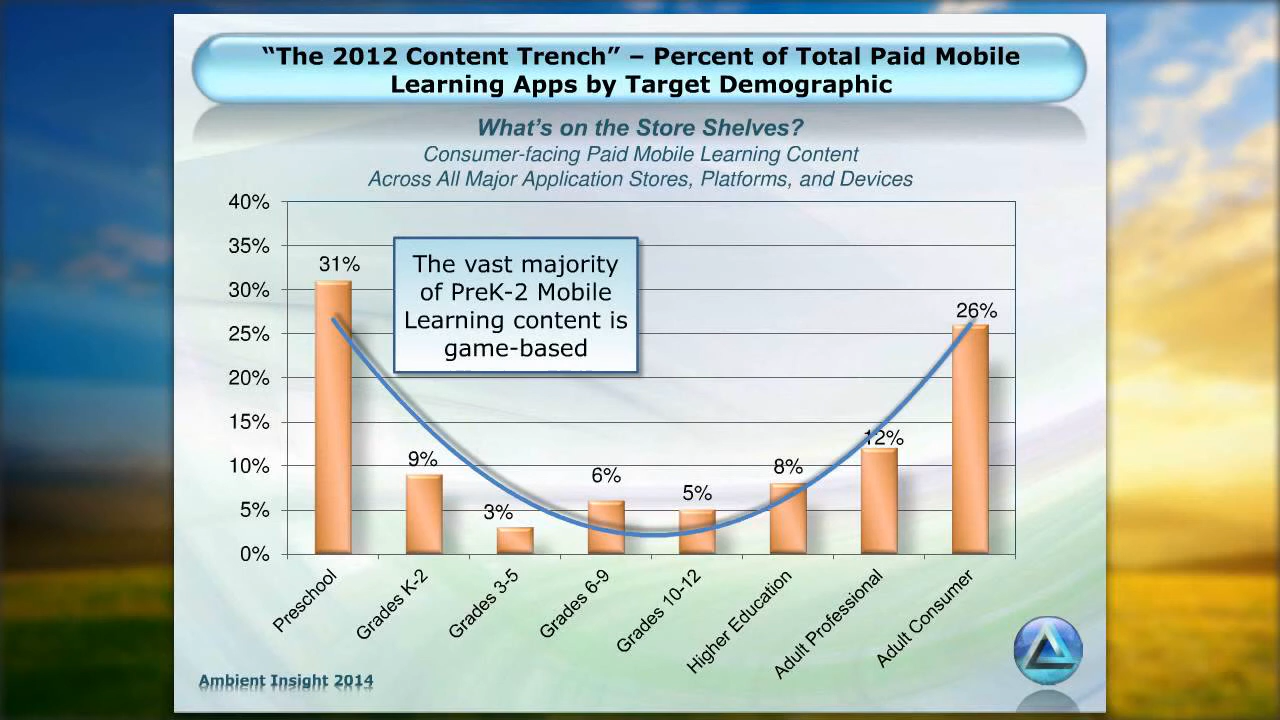 “The 2012 Content Trench” – Percent of Total Paid Mobile
Learning Apps by Target Demographic
What’s on the Store Shelves?
Consumer-facing Paid Mobile Learning Content
Across All Major Application Stores, Platforms, and Devices
40%
35%
30%
25%
20%
15%
10%
5%
0%
31%
9%
3%
6%
5%
8%
12%
26%
The vast majority
of PreK-2 Mobile
Learning content is
game-based
Preschool
Grades K-2
Grades 3-5
Grades 6-9
Grades 10-12
Higher Education
Adult Professional
Adult Consumer
Ambient Insight 2014